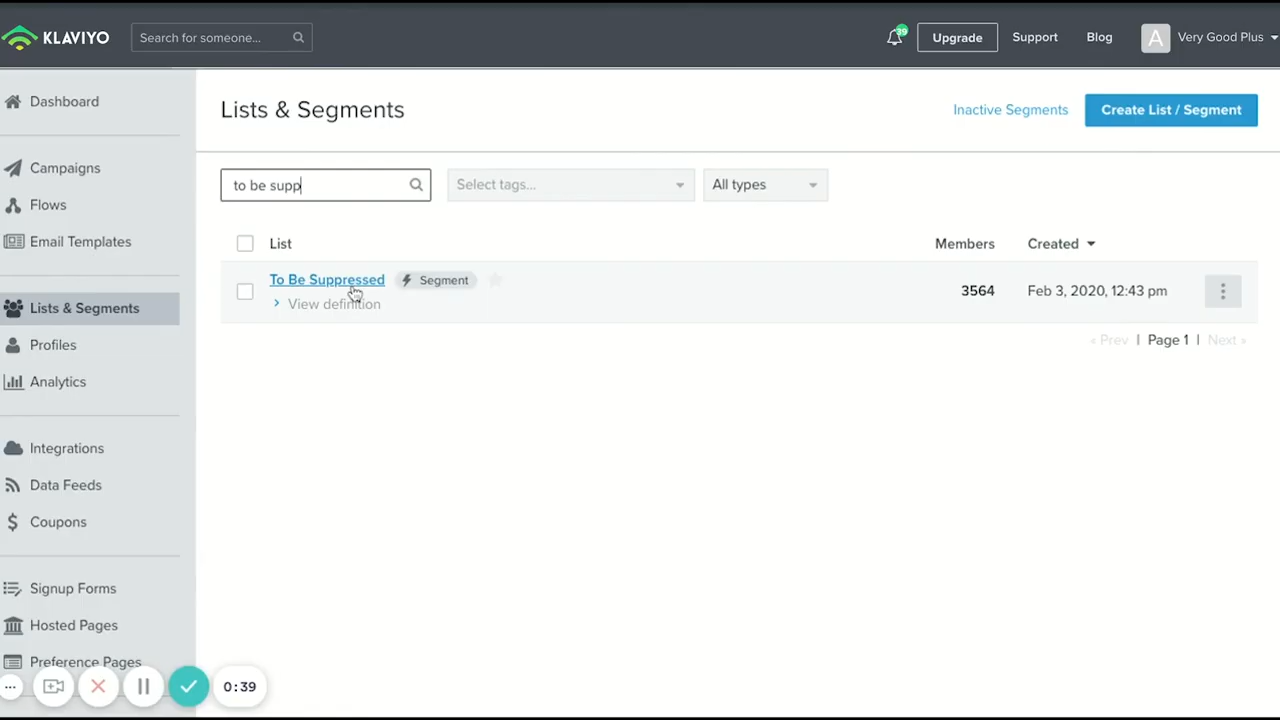 KLAVIYO
Search for someone...
39
Upgrade
Support
Blog
A
Very Good Plus
Dashboard
Campaigns
Flows
Email Templates
Lists & Segments
Profiles
Analytics
Integrations
Data Feeds
Coupons
Signup Forms
Hosted Pages
Preference Pages
Lists & Segments
Inactive Segments
Create List / Segment
to be supp
Select tags...
All types
List
Members
Created
To Be Suppressed
Segment
View definition
3564
Feb 3, 2020, 12:43 pm
« Prev | Page 1 | Next »
0:39